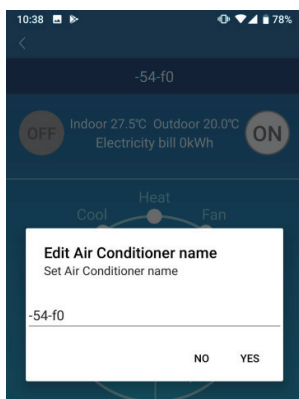 10:38 78%
-54-f0
OFF Indoor 27.5℃ Outdoor 20.0℃ ON
Electricity bill 0kWh
Heat
Cool Fan
Edit Air Conditioner name
Set Air Conditioner name
-54-f0
NO YES